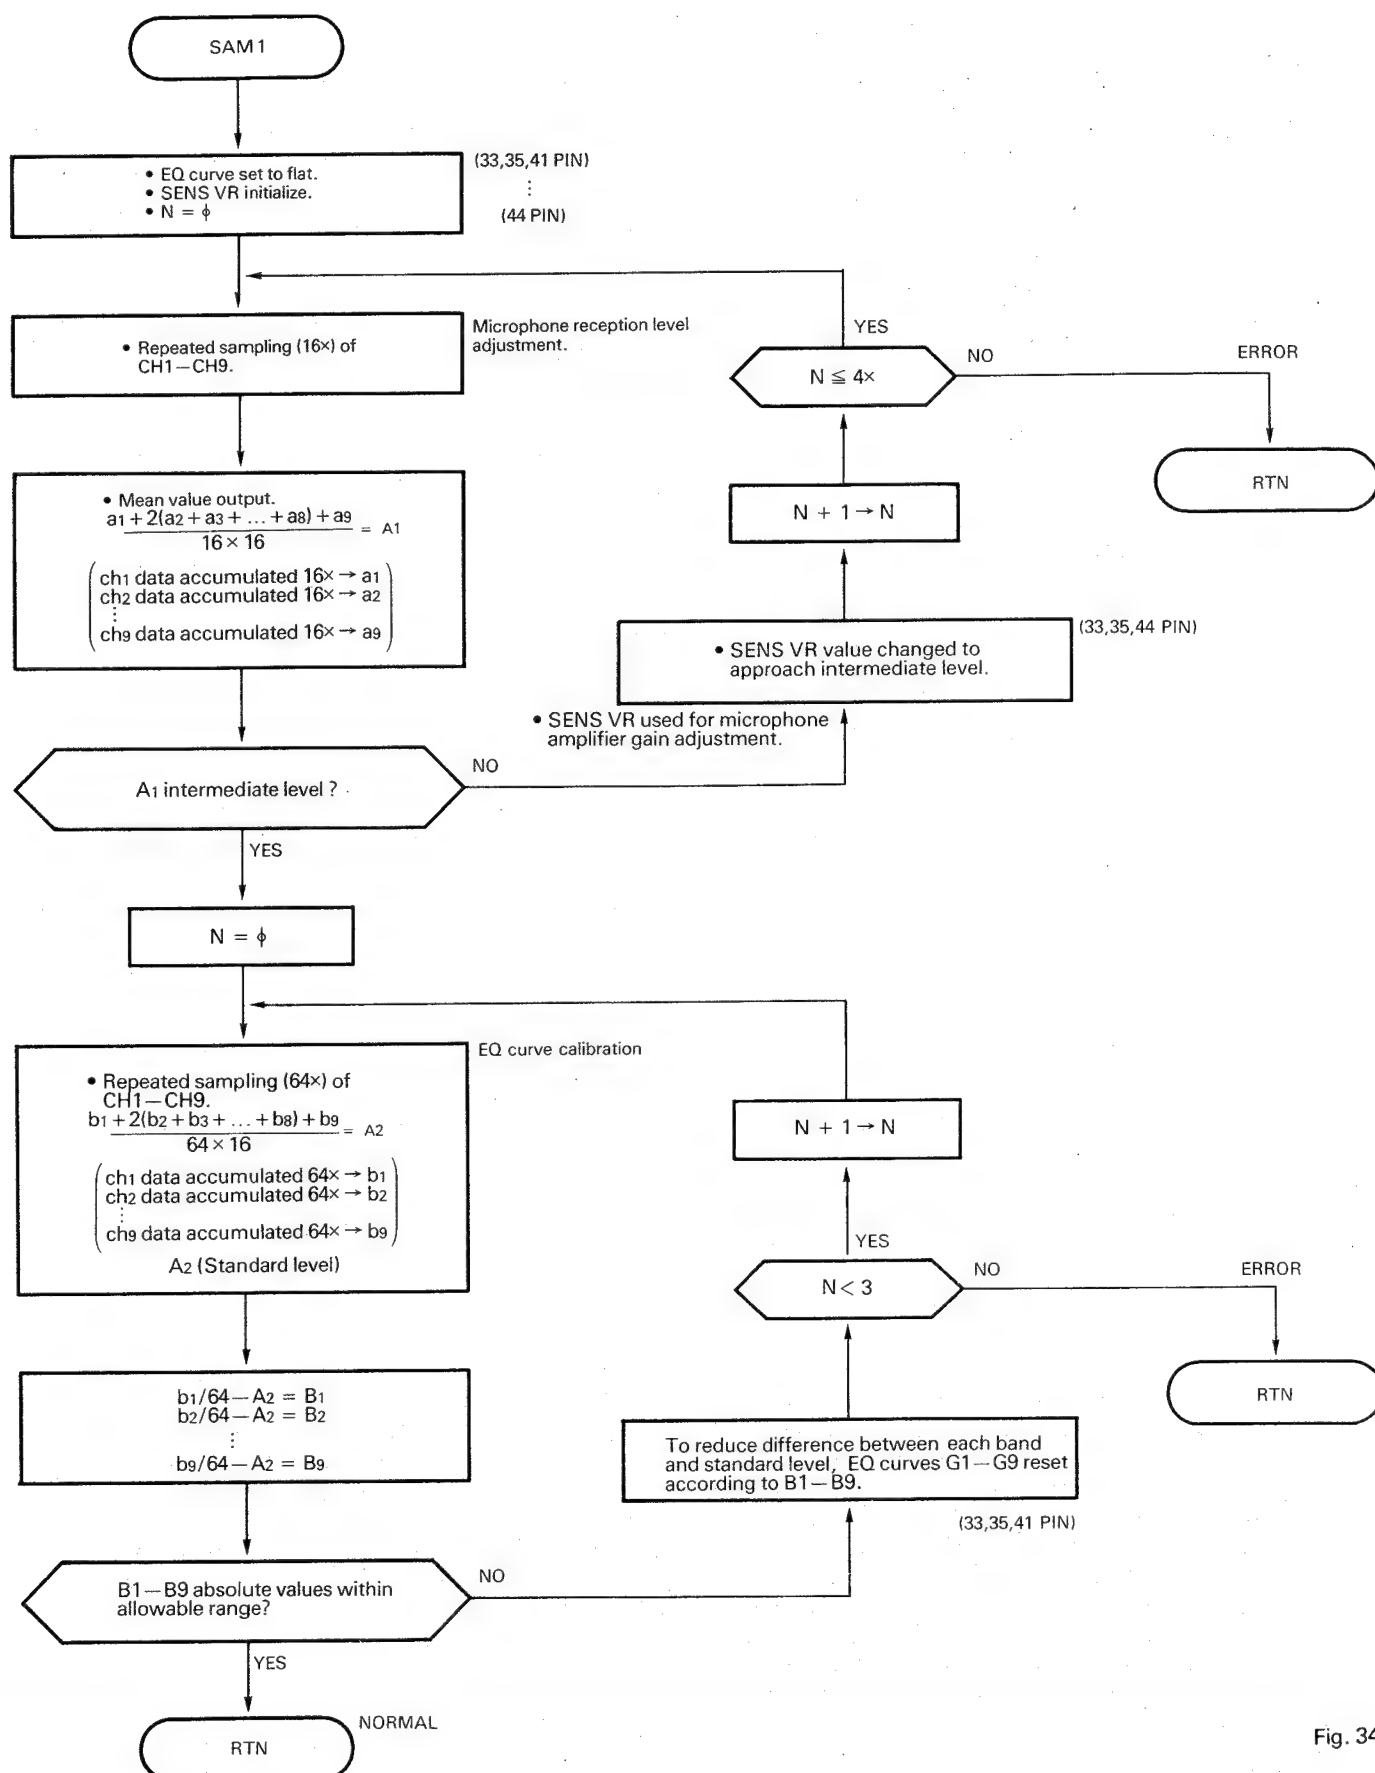 SAM1
• EQ curve set to flat.
• SENS VR initialize.
• N = ϕ
(33,35,41 PIN)
⋮
(44 PIN)
• Repeated sampling (16×) of
CH1—CH9.
Microphone reception level
adjustment.
YES
N ≦ 4×
NO
ERROR
RTN
N + 1 → N
• Mean value output.
a1 + 2(a2 + a3 + ... + a8) + a9
16 × 16
= A1
ch1 data accumulated 16× → a1
ch2 data accumulated 16× → a2
⋮
ch9 data accumulated 16× → a9
(33,35,44 PIN)
• SENS VR value changed to
approach intermediate level.
• SENS VR used for microphone
amplifier gain adjustment.
A1 intermediate level ?
NO
YES
N = ϕ
EQ curve calibration
• Repeated sampling (64×) of
CH1—CH9.
b1 + 2(b2 + b3 + ... + b8) + b9
64 × 16
= A2
ch1 data accumulated 64× → b1
ch2 data accumulated 64× → b2
⋮
ch9 data accumulated 64× → b9
A2 (Standard level)
N + 1 → N
YES
N < 3
NO
ERROR
RTN
b1/64 — A2 = B1
b2/64 — A2 = B2
⋮
b9/64 — A2 = B9
To reduce difference between each band
and standard level, EQ curves G1—G9 reset
according to B1—B9.
(33,35,41 PIN)
B1—B9 absolute values within
allowable range?
NO
YES
NORMAL
RTN
Fig. 34